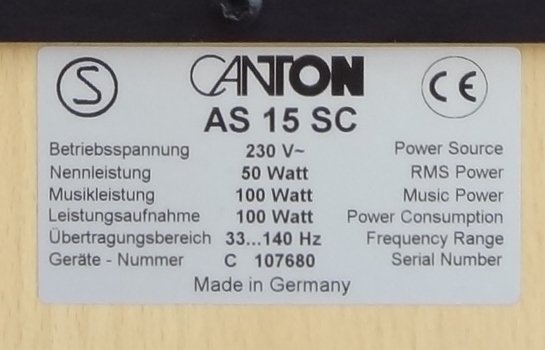 S CANTON CE
AS 15 SC
Betriebsspannung 230 V~ Power Source
Nennleistung 50 Watt RMS Power
Musikleistung 100 Watt Music Power
Leistungsaufnahme 100 Watt Power Consumption
Übertragungsbereich 33...140 Hz Frequency Range
Geräte - Nummer C 107680 Serial Number
Made in Germany